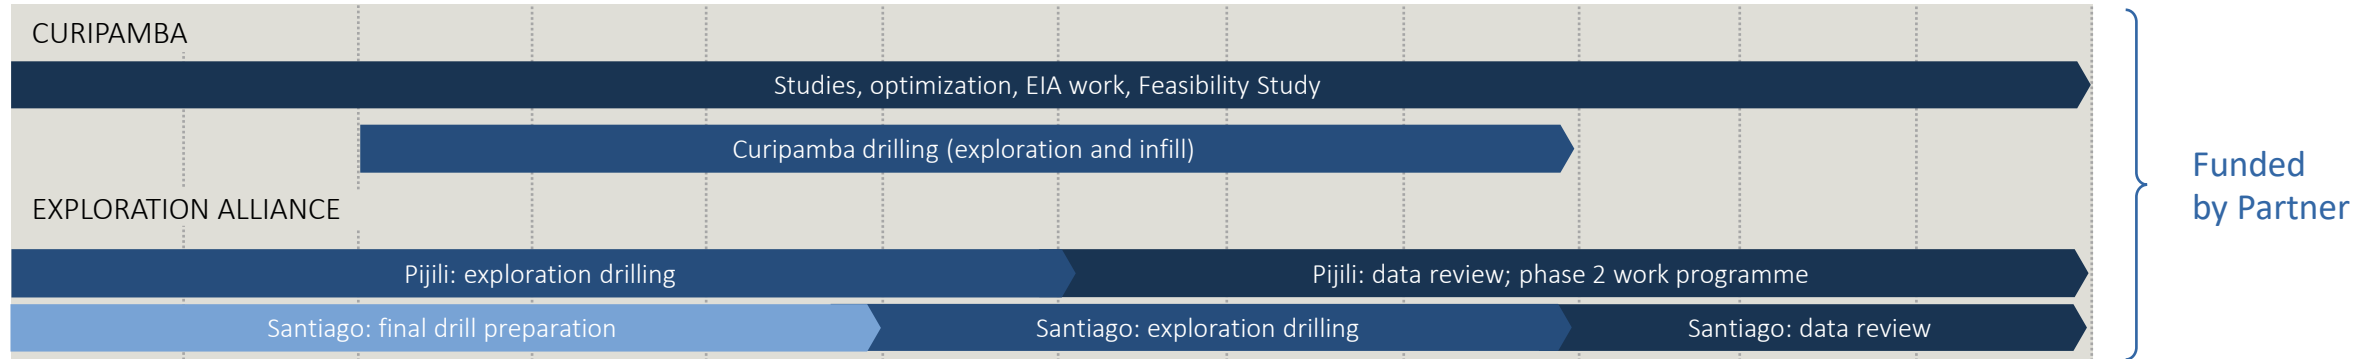 CURIPAMBA
Studies, optimization, EIA work, Feasibility Study
Curipamba drilling (exploration and infill)
EXPLORATION ALLIANCE
Pijili: exploration drilling
Pijili: data review; phase 2 work programme
Santiago: final drill preparation
Santiago: exploration drilling
Santiago: data review
Funded
by Partner